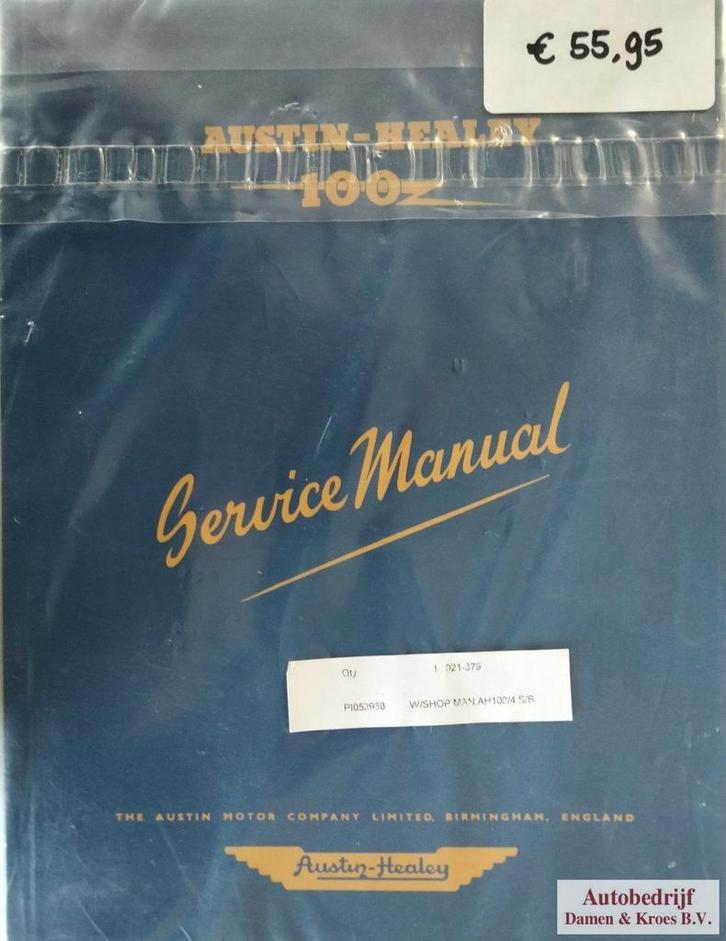 € 55,95
AUSTIN-HEALEY
100
Service Manual
Qty 1 021-379
W/SHOP MAN.AH100/4 S/B
THE AUSTIN MOTOR COMPANY LIMITED, BIRMINGHAM, ENGLAND
Austin-Healey
Autobedrijf
Damen & Kroes B.V.